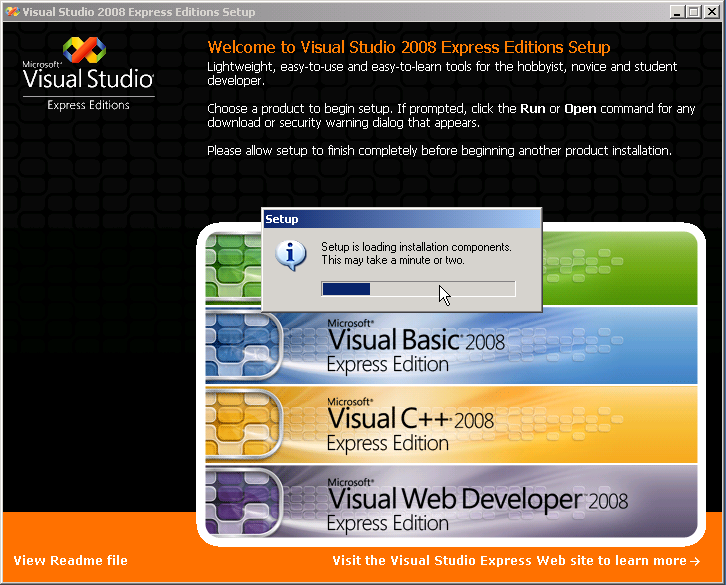 Visual Studio 2008 Express Editions Setup
Microsoft®
Visual Studio®
Express Editions
Welcome to Visual Studio 2008 Express Editions Setup
Lightweight, easy-to-use and easy-to-learn tools for the hobbyist, novice and student
developer.
Choose a product to begin setup. If prompted, click the Run or Open command for any
download or security warning dialog that appears.
Please allow setup to finish completely before beginning another product installation.
Setup
Setup is loading installation components.
This may take a minute or two.
Microsoft®
Visual Basic® 2008
Express Edition
Microsoft®
Visual C++® 2008
Express Edition
Microsoft®
Visual Web Developer™ 2008
Express Edition
View Readme file
Visit the Visual Studio Express Web site to learn more →